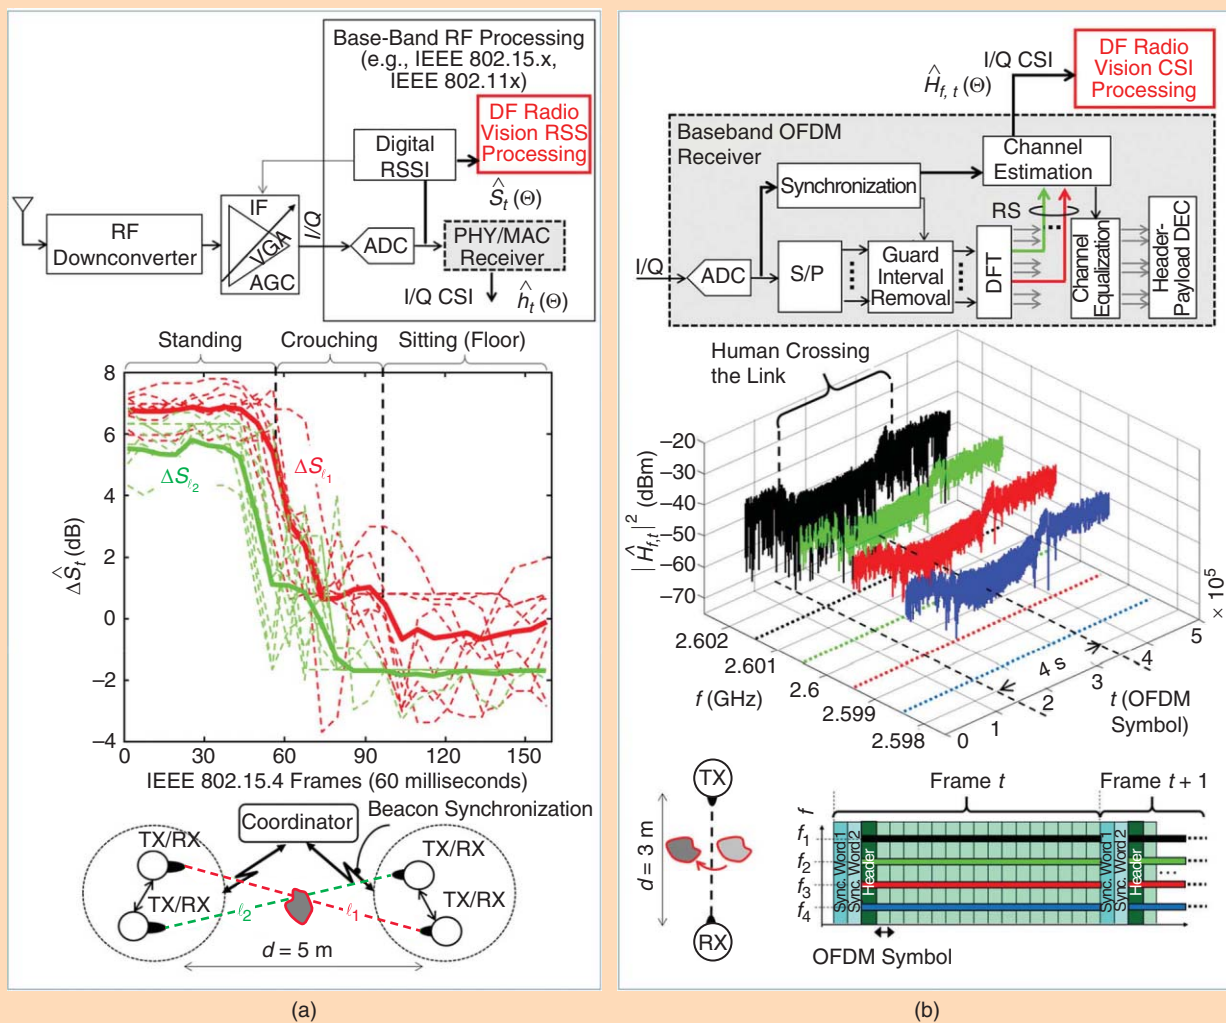 Base-Band RF Processing
(e.g., IEEE 802.15.x,
IEEE 802.11x)
DF Radio
Vision RSS
Processing
Digital
RSSI
Ŝt(Θ)
IF
VGA
AGC
I/Q
RF
Downconverter
ADC
PHY/MAC
Receiver
I/Q CSI
ĥt(Θ)
Standing
Crouching
Sitting (Floor)
8
6
4
2
0
−2
−4
ΔŜt (dB)
ΔSℓ1
ΔSℓ2
0
30
60
90
120
150
IEEE 802.15.4 Frames (60 milliseconds)
Beacon Synchronization
Coordinator
TX/RX
TX/RX
TX/RX
TX/RX
ℓ2
ℓ1
d = 5 m
(a)
DF Radio
Vision CSI
Processing
I/Q CSI
Ĥf, t(Θ)
Baseband OFDM
Receiver
Channel
Estimation
Synchronization
RS
I/Q
ADC
S/P
Guard
Interval
Removal
DFT
Channel
Equalization
Header-
Payload DEC
Human Crossing
the Link
−20
−30
−40
−50
−60
−70
|Ĥf,t|2 (dBm)
2.602
2.601
2.6
2.599
2.598
f (GHz)
0
1
2
3
4
5
× 105
4 s
t (OFDM
Symbol)
TX
RX
d = 3 m
Frame t
Frame t + 1
f
f1
f2
f3
f4
Sync. Word 1
Sync. Word 2
Header
Sync. Word 1
Sync. Word 2
Header
OFDM Symbol
(b)